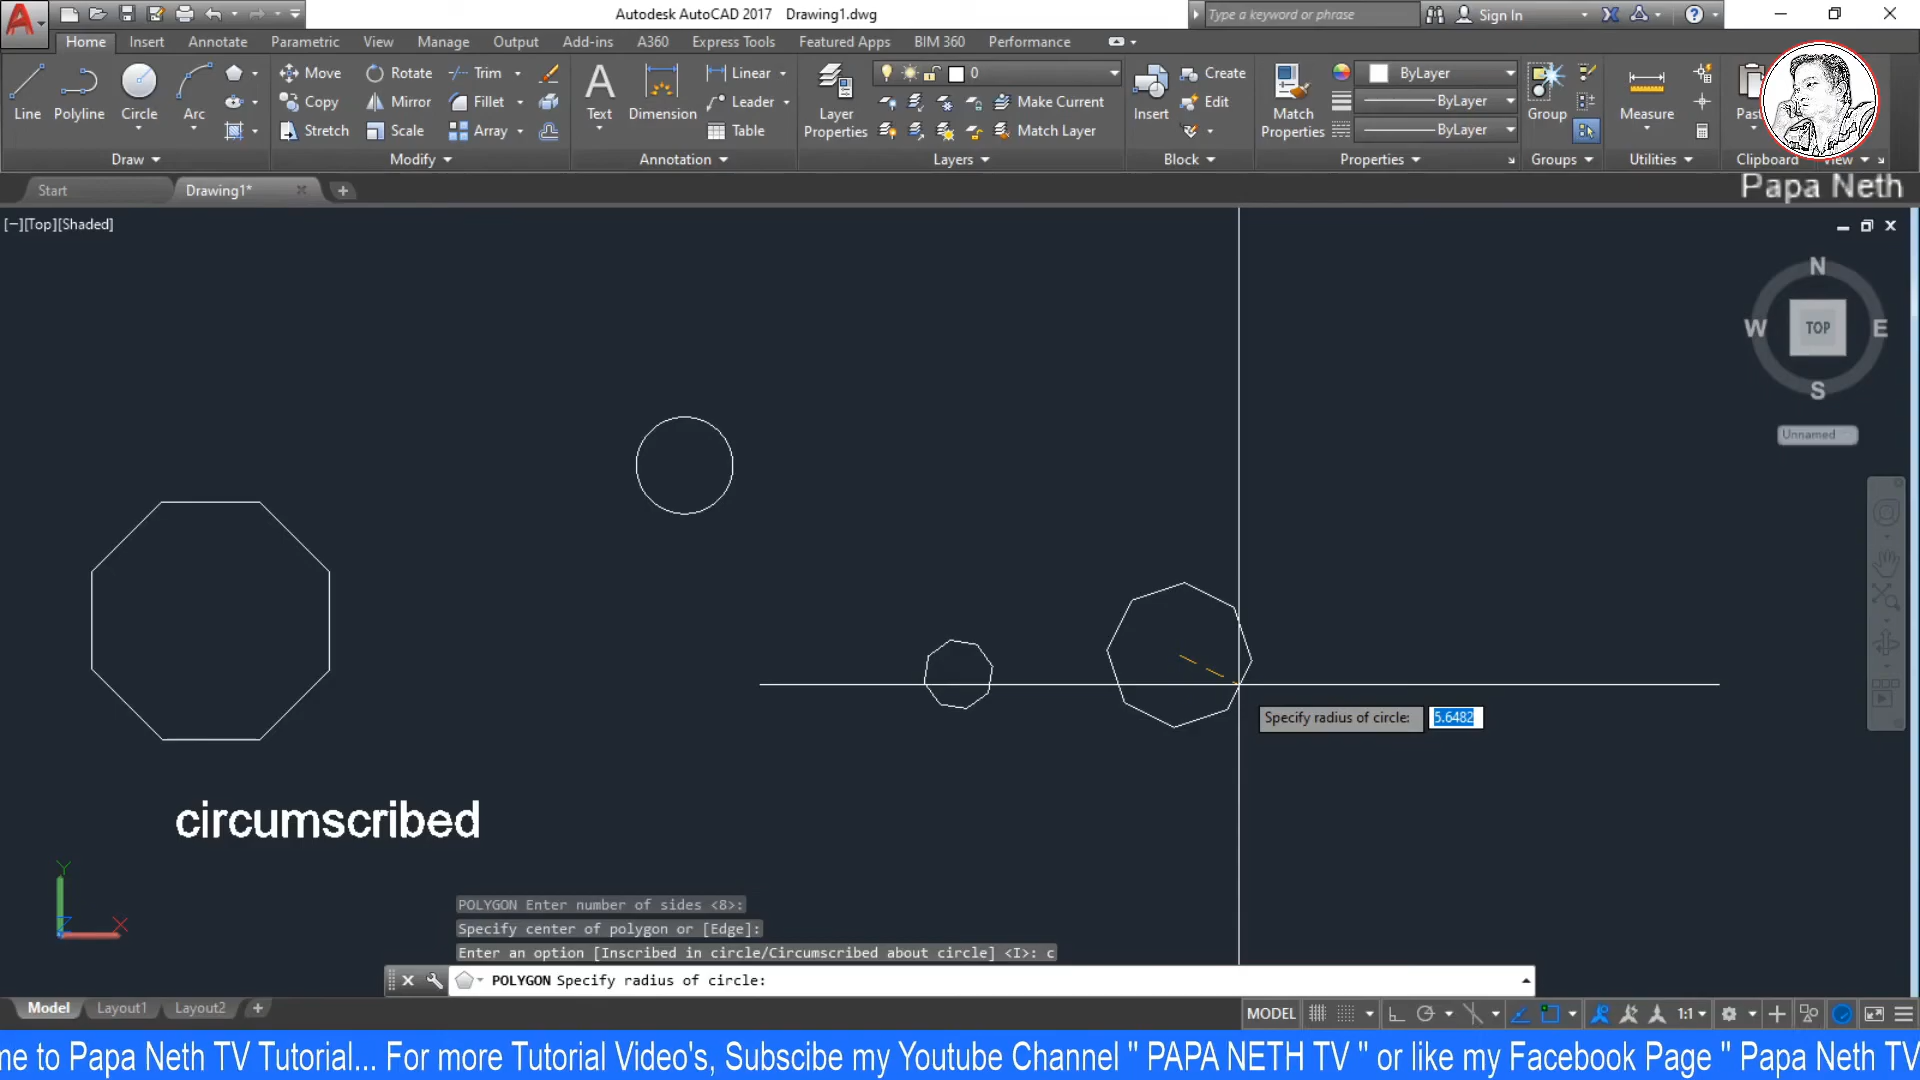 Autodesk AutoCAD 2017 Drawing1.dwg
Type a keyword or phrase
Sign In
Home Insert Annotate Parametric View Manage Output Add-ins A360 Express Tools Featured Apps BIM 360 Performance
Line Polyline Circle Arc
Draw
Move Rotate Trim
Copy Mirror Fillet
Stretch Scale Array
Modify
Text Dimension
Linear
Leader
Table
Annotation
Layer Properties
0
Make Current
Match Layer
Layers
Insert
Create
Edit
Block
Match Properties
ByLayer
ByLayer
ByLayer
Properties
Group
Groups
Measure
Utilities
Clipboard
Papa Neth
Start Drawing1*
[−][Top][Shaded]
N
W TOP E
S
Unnamed
Specify radius of circle: 5.6482
circumscribed
Y
X
POLYGON Enter number of sides <8>:
Specify center of polygon or [Edge]:
Enter an option [Inscribed in circle/Circumscribed about circle] <I>: c
POLYGON Specify radius of circle:
Model Layout1 Layout2
MODEL
1:1
me to Papa Neth TV Tutorial... For more Tutorial Video's, Subscibe my Youtube Channel " PAPA NETH TV " or like my Facebook Page " Papa Neth TV